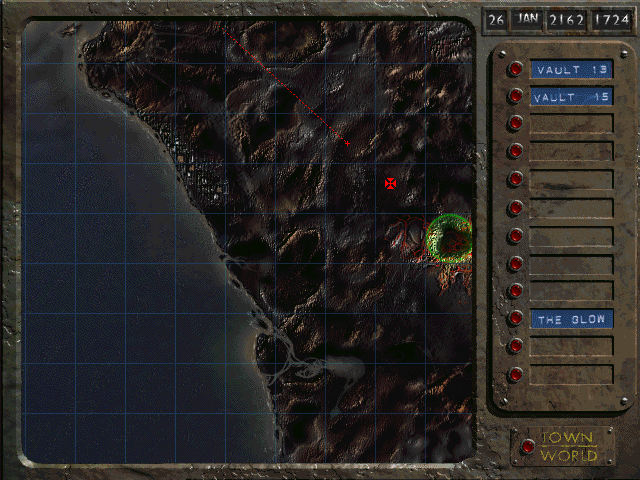 26 JAN 2162 1724
VAULT 13
VAULT 15
THE GLOW
TOWN
WORLD